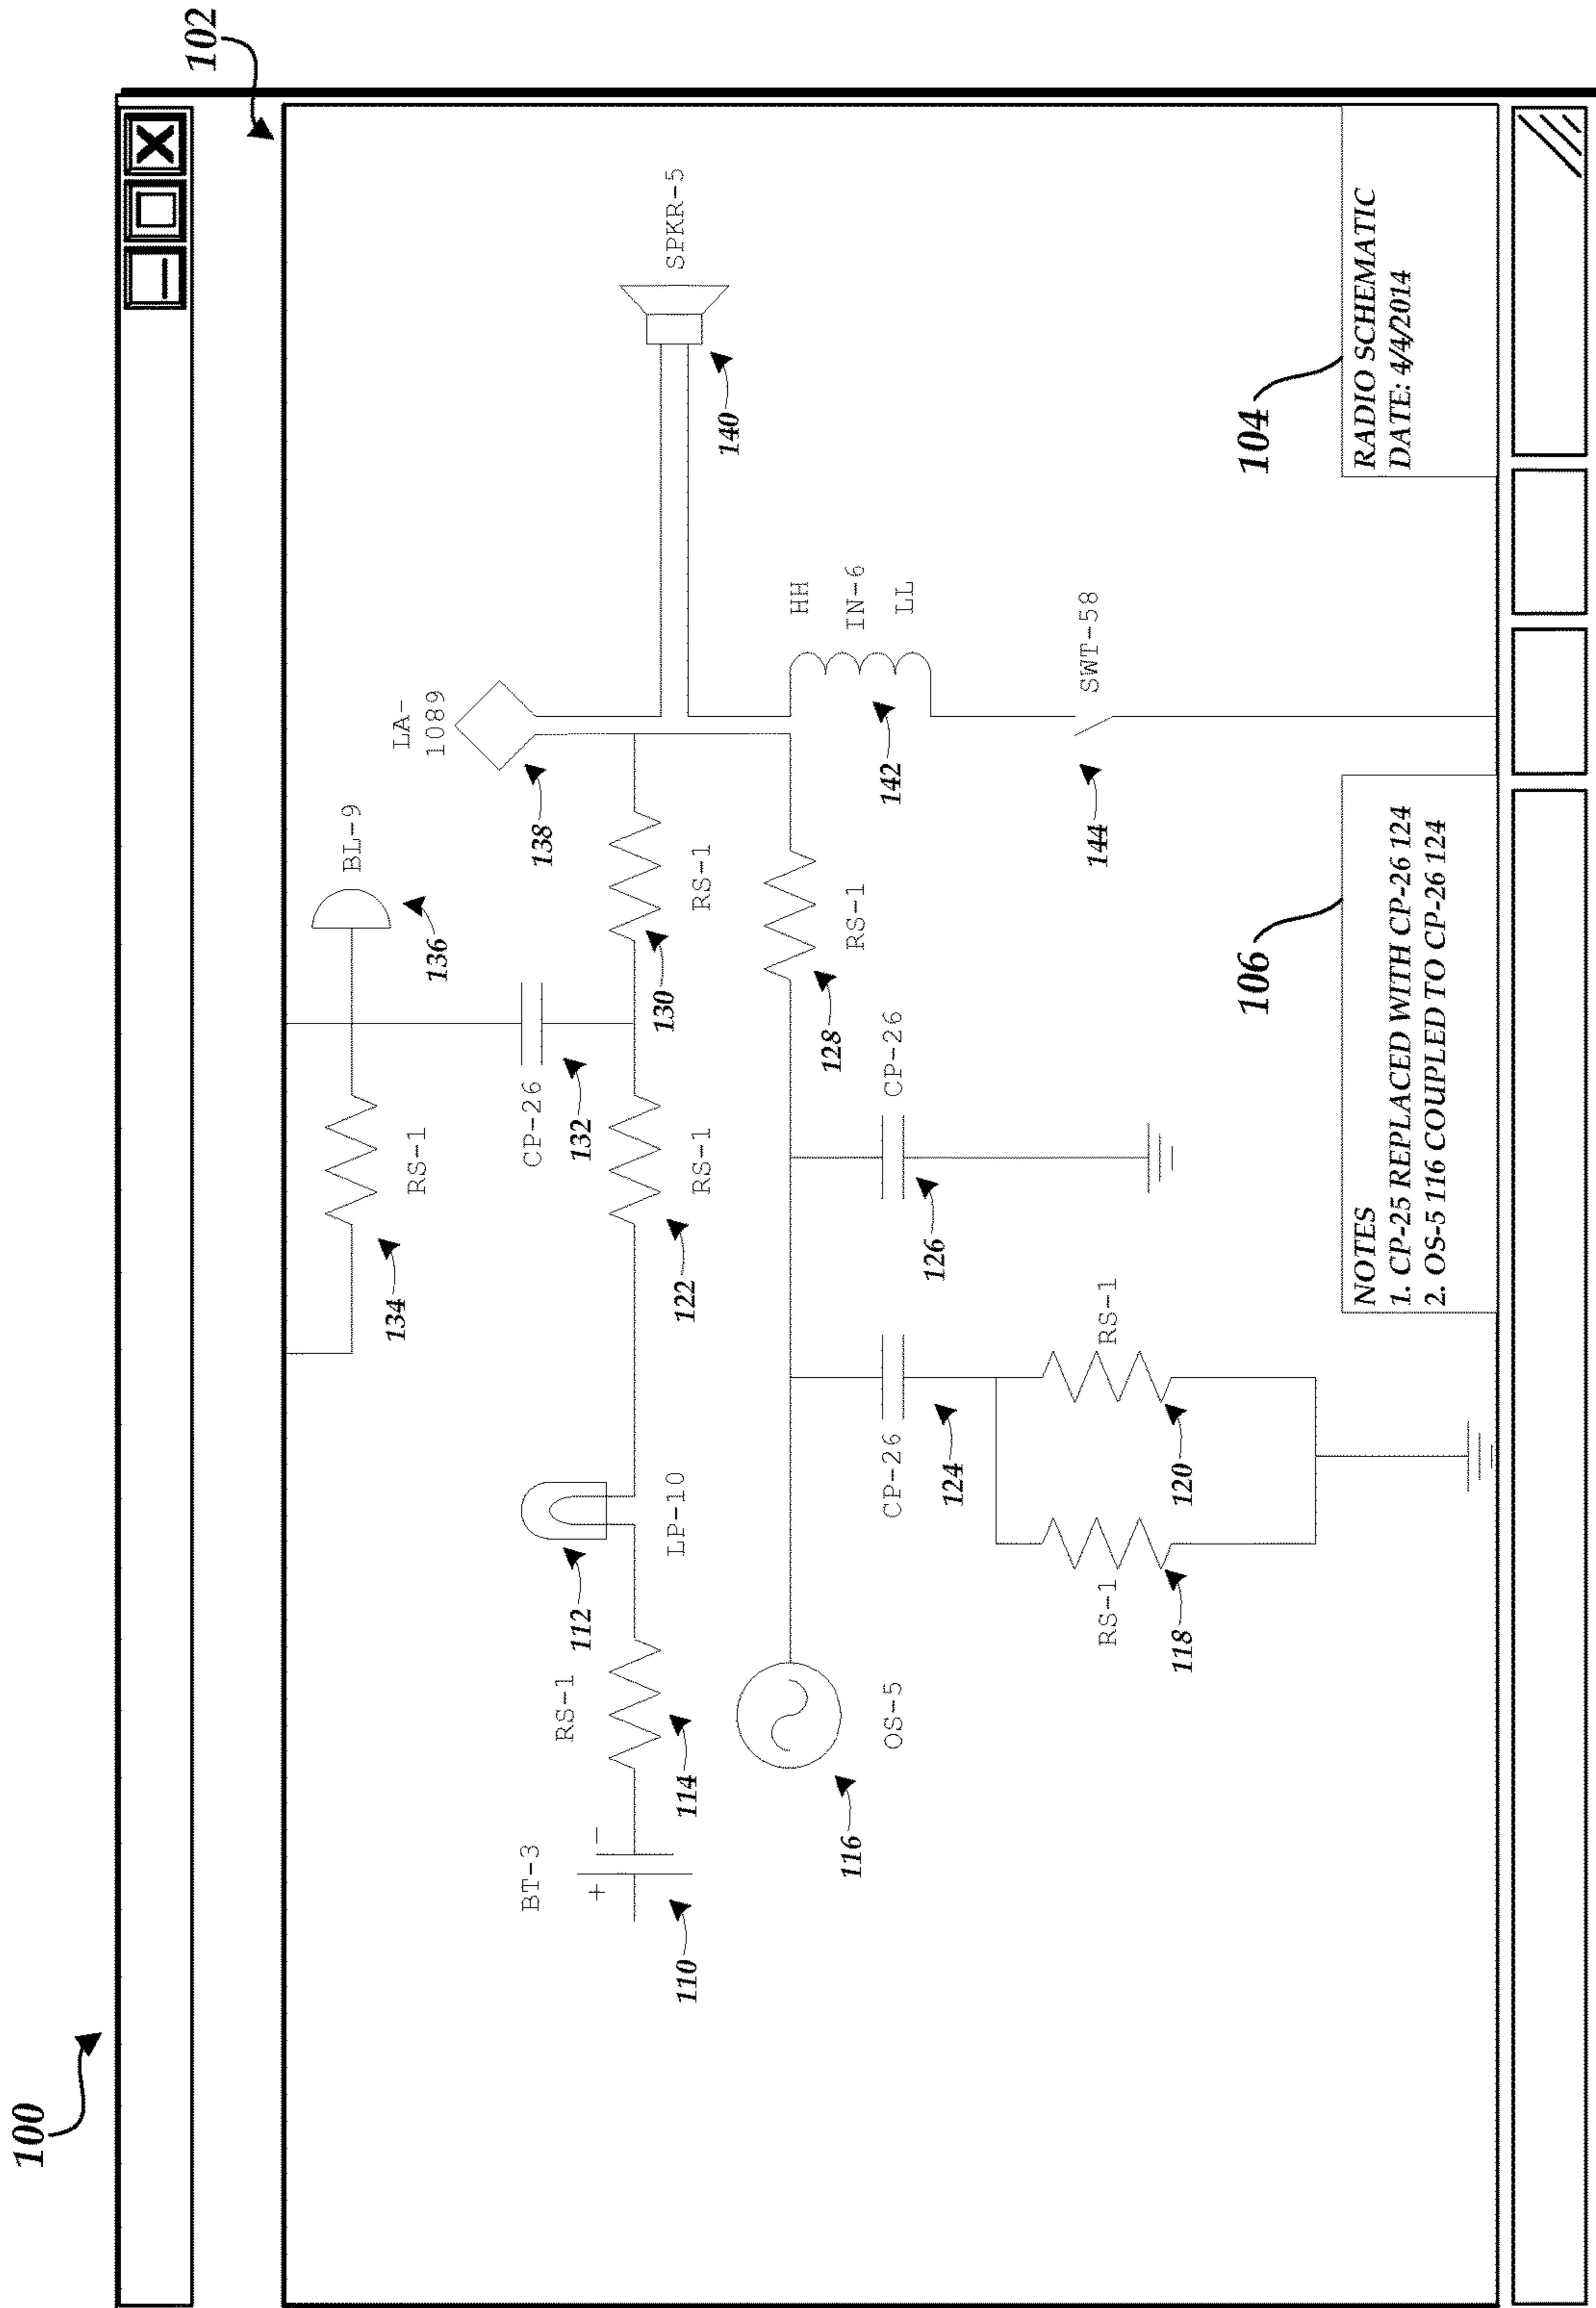 100
102
BL-9
136
RS-1
134
LA-
1089
138
CP-26
132
BT-3
+ -
110
RS-1
114
112
LP-10
RS-1
122
RS-1
130
SPKR-5
140
OS-5
116
CP-26
124
CP-26
126
RS-1
128
HH
IN-6
LL
142
RS-1
118
RS-1
120
SWT-58
144
106
NOTES
1. CP-25 REPLACED WITH CP-26 124
2. OS-5 116 COUPLED TO CP-26 124
104
RADIO SCHEMATIC
DATE: 4/4/2014